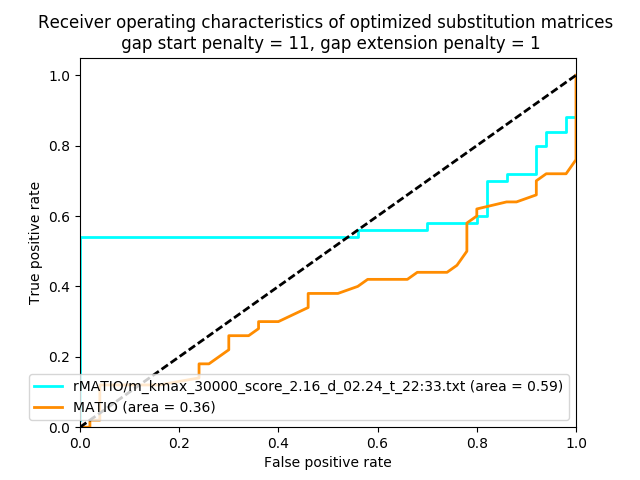 Receiver operating characteristics of optimized substitution matrices
gap start penalty = 11, gap extension penalty = 1
1.0
0.8
0.6
0.4
0.2
0.0
True positive rate
rMATIO/m_kmax_30000_score_2.16_d_02.24_t_22:33.txt (area = 0.59)
MATIO (area = 0.36)
0.0 0.2 0.4 0.6 0.8 1.0
False positive rate